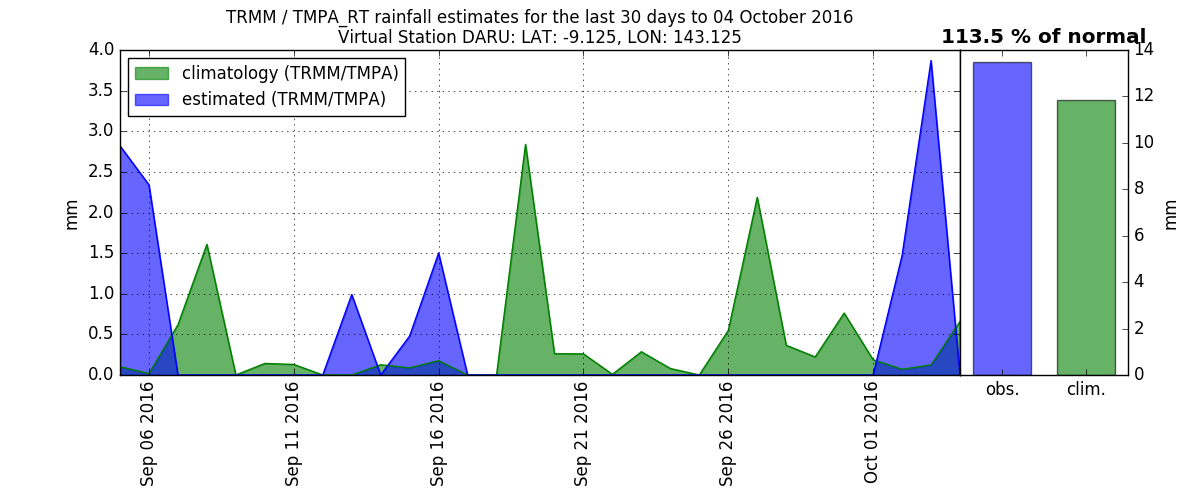 TRMM / TMPA_RT rainfall estimates for the last 30 days to 04 October 2016
Virtual Station DARU: LAT: -9.125, LON: 143.125
113.5 % of normal
climatology (TRMM/TMPA)
estimated (TRMM/TMPA)
4.0
3.5
3.0
2.5
2.0
1.5
1.0
0.5
0.0
mm
Sep 06 2016
Sep 11 2016
Sep 16 2016
Sep 21 2016
Sep 26 2016
Oct 01 2016
obs.
clim.
14
12
10
8
6
4
2
0
mm